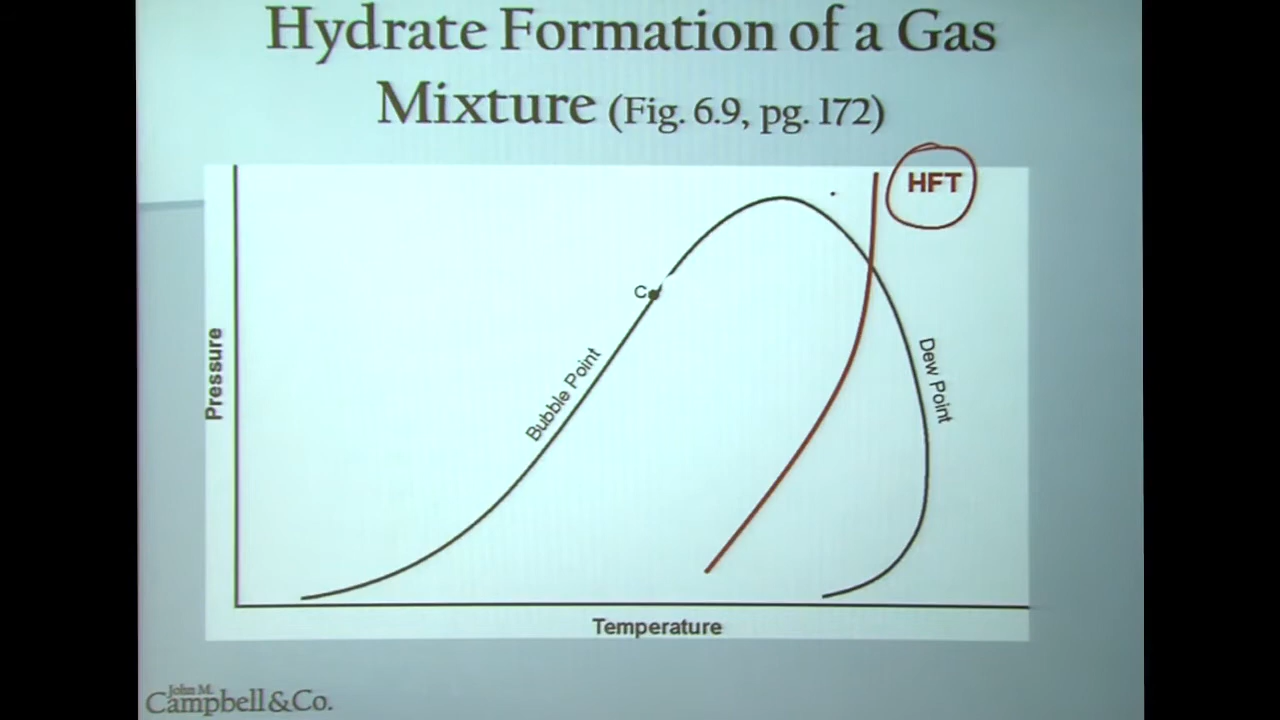 Hydrate Formation of a Gas
Mixture (Fig. 6.9, pg. 172)
HFT
C
Bubble Point
Dew Point
Pressure
Temperature
John M.
Campbell & Co.